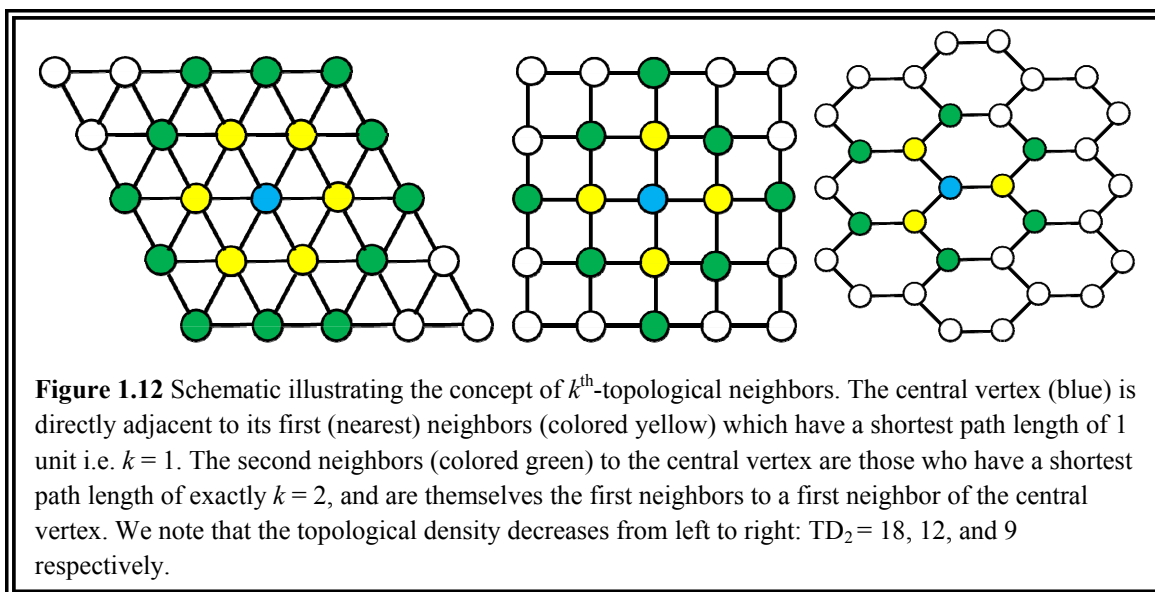 Figure 1.12 Schematic illustrating the concept of kth-topological neighbors. The central vertex (blue) is
directly adjacent to its first (nearest) neighbors (colored yellow) which have a shortest path length of 1
unit i.e. k = 1. The second neighbors (colored green) to the central vertex are those who have a shortest
path length of exactly k = 2, and are themselves the first neighbors to a first neighbor of the central
vertex. We note that the topological density decreases from left to right: TD2 = 18, 12, and 9
respectively.